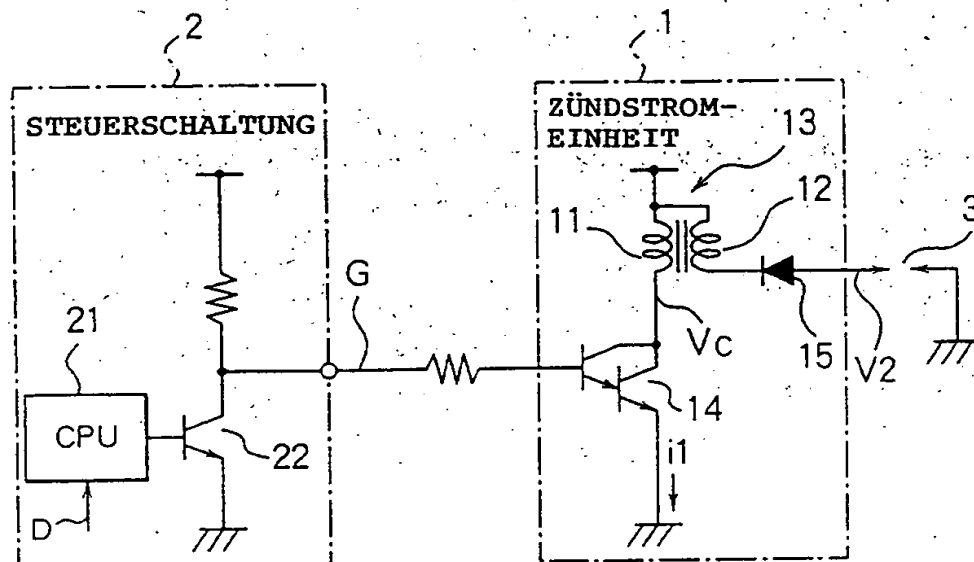 2
1
STEUERSCHALTUNG
ZÜNDSTROM-
EINHEIT
13
11
12
3
G
21
Vc
15
V2
CPU
22
14
i1
D